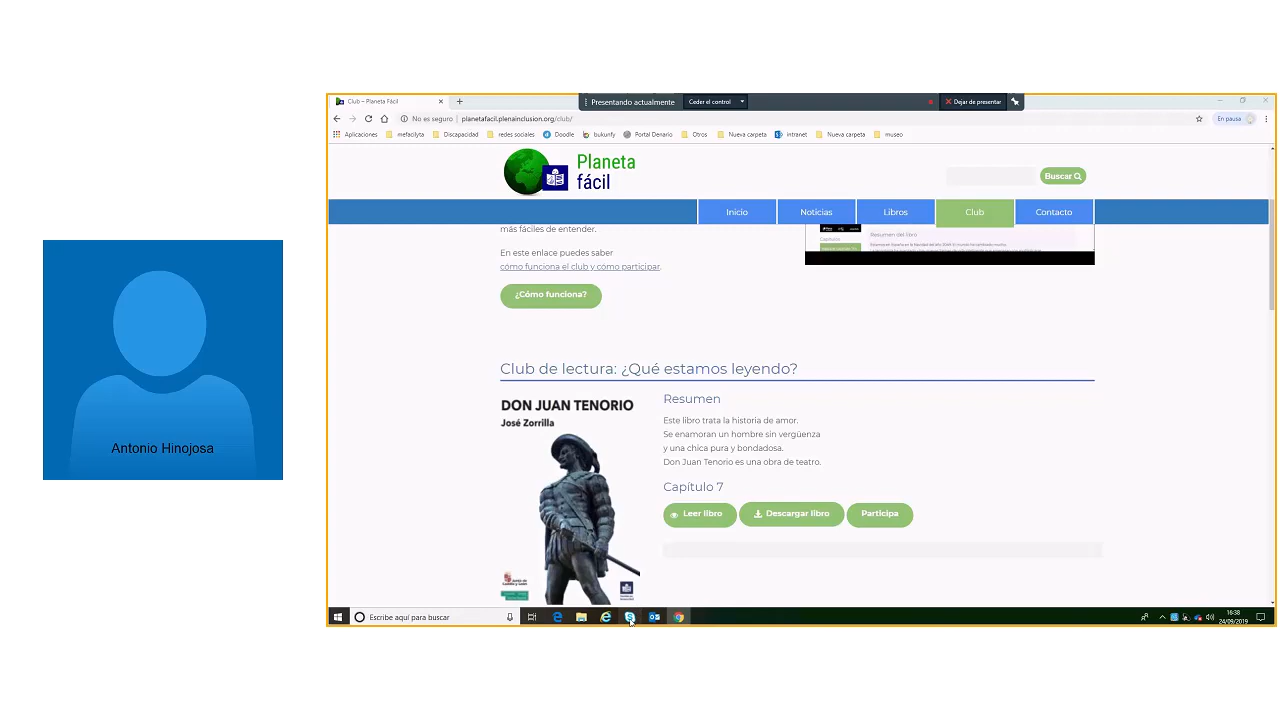 Antonio Hinojosa
Club – Planeta Fácil
Presentando actualmente
Ceder el control
Dejar de presentar
No es seguro | planetafacil.plenainclusion.org/club/
En pausa
Aplicaciones
mefacilyta
Discapacidad
redes sociales
Doodle
bukunfy
Portal Denario
Otros
Nueva carpeta
intranet
Nueva carpeta
museo
Planeta
fácil
Buscar
Inicio
Noticias
Libros
Club
Contacto
más fáciles de entender.
En este enlace puedes saber
cómo funciona el club y cómo participar.
¿Cómo funciona?
Capítulos
Resumen del libro
Club de lectura: ¿Qué estamos leyendo?
DON JUAN TENORIO
José Zorrilla
Resumen
Este libro trata la historia de amor.
Se enamoran un hombre sin vergüenza
y una chica pura y bondadosa.
Don Juan Tenorio es una obra de teatro.
Capítulo 7
Leer libro
Descargar libro
Participa
Escribe aquí para buscar
16:38
24/09/2019